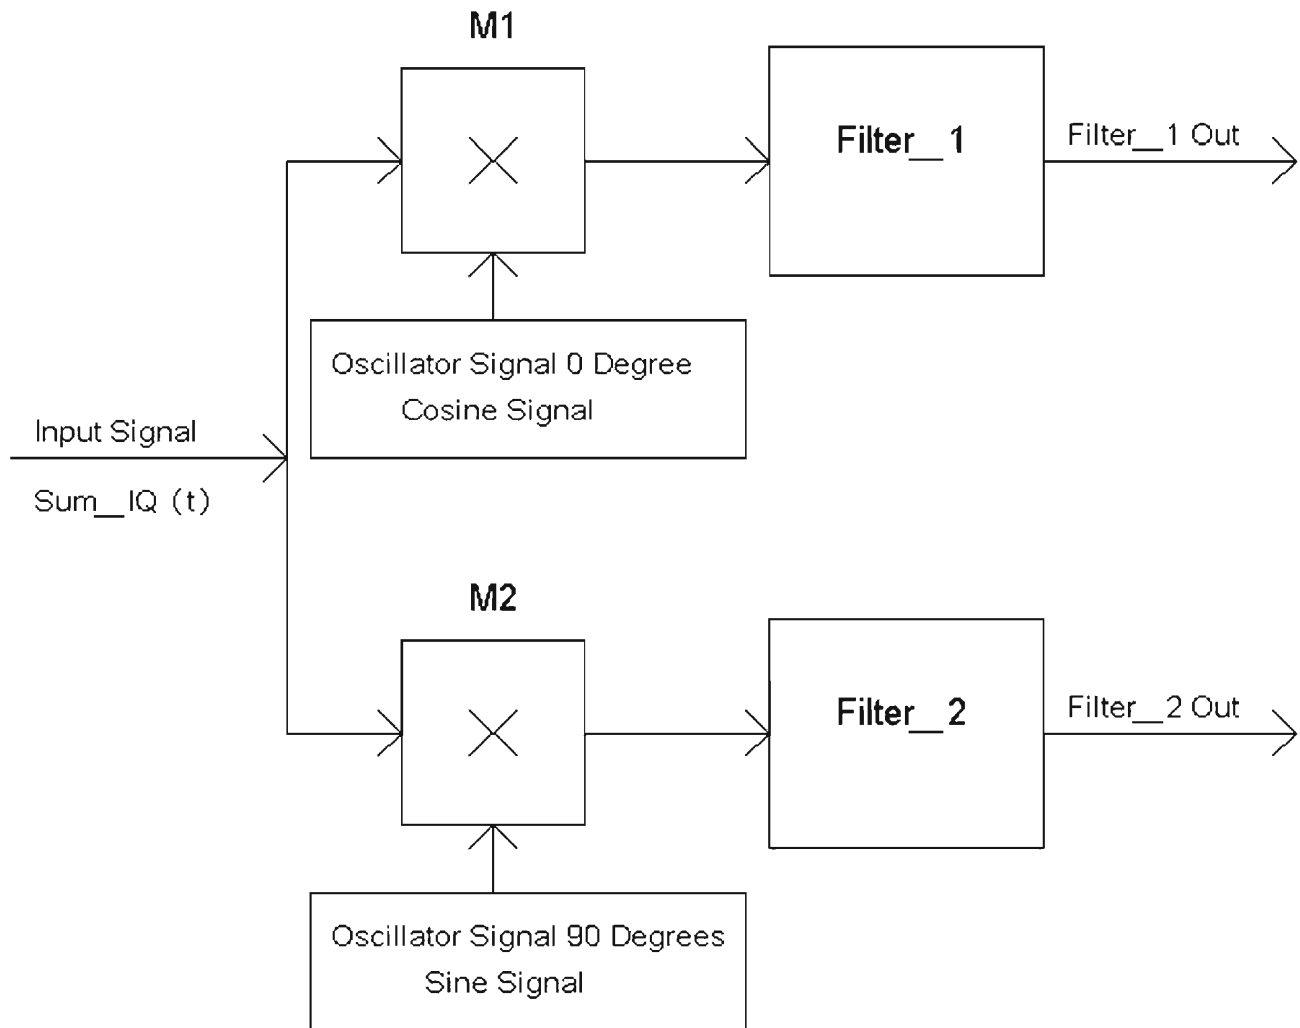 M1
Filter__1
Filter__1 Out
Oscillator Signal 0 Degree
Cosine Signal
Input Signal
Sum__IQ (t)
M2
Filter__2
Filter__2 Out
Oscillator Signal 90 Degrees
Sine Signal